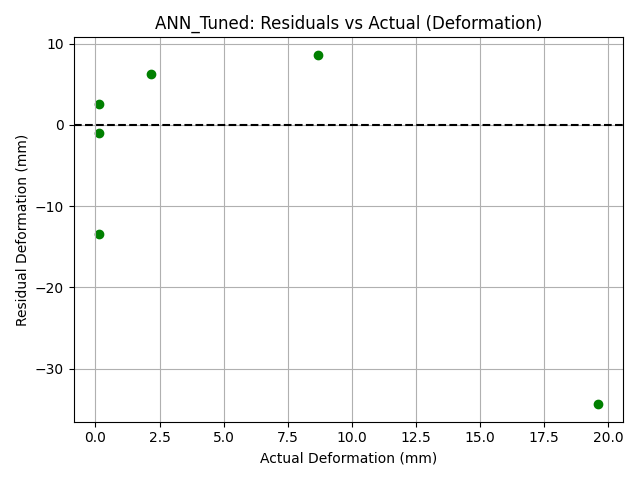 ANN_Tuned: Residuals vs Actual (Deformation)
10
0
−10
−20
−30
Residual Deformation (mm)
0.0 2.5 5.0 7.5 10.0 12.5 15.0 17.5 20.0
Actual Deformation (mm)